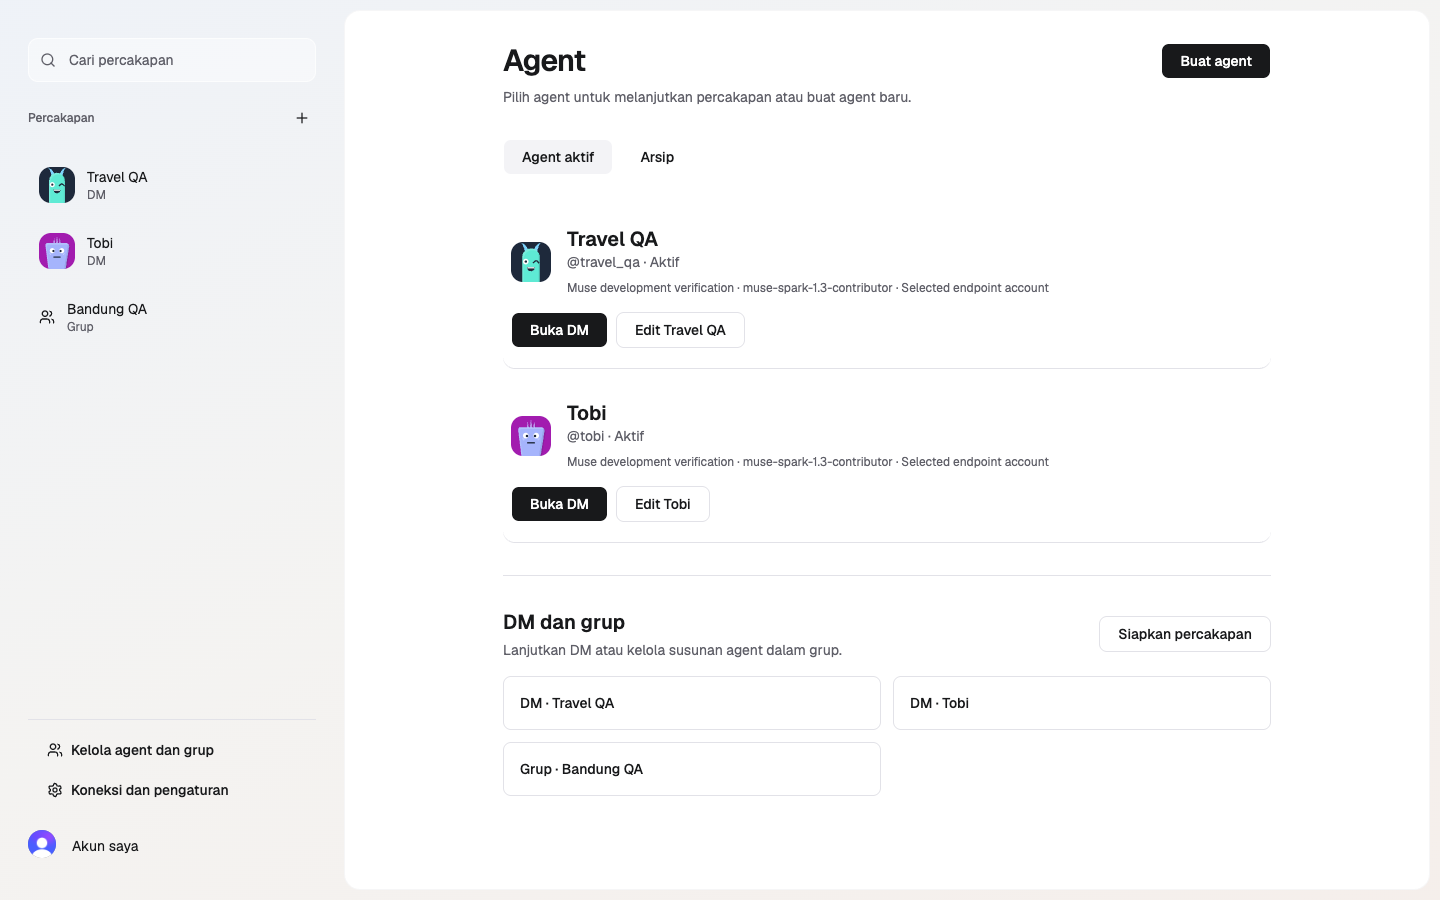 Cari percakapan
Percakapan
Travel QA
DM
Tobi
DM
Bandung QA
Grup
Kelola agent dan grup
Koneksi dan pengaturan
Akun saya
Agent
Buat agent
Pilih agent untuk melanjutkan percakapan atau buat agent baru.
Agent aktif
Arsip
Travel QA
@travel_qa · Aktif
Muse development verification · muse-spark-1.3-contributor · Selected endpoint account
Buka DM
Edit Travel QA
Tobi
@tobi · Aktif
Muse development verification · muse-spark-1.3-contributor · Selected endpoint account
Buka DM
Edit Tobi
DM dan grup
Lanjutkan DM atau kelola susunan agent dalam grup.
Siapkan percakapan
DM · Travel QA
DM · Tobi
Grup · Bandung QA